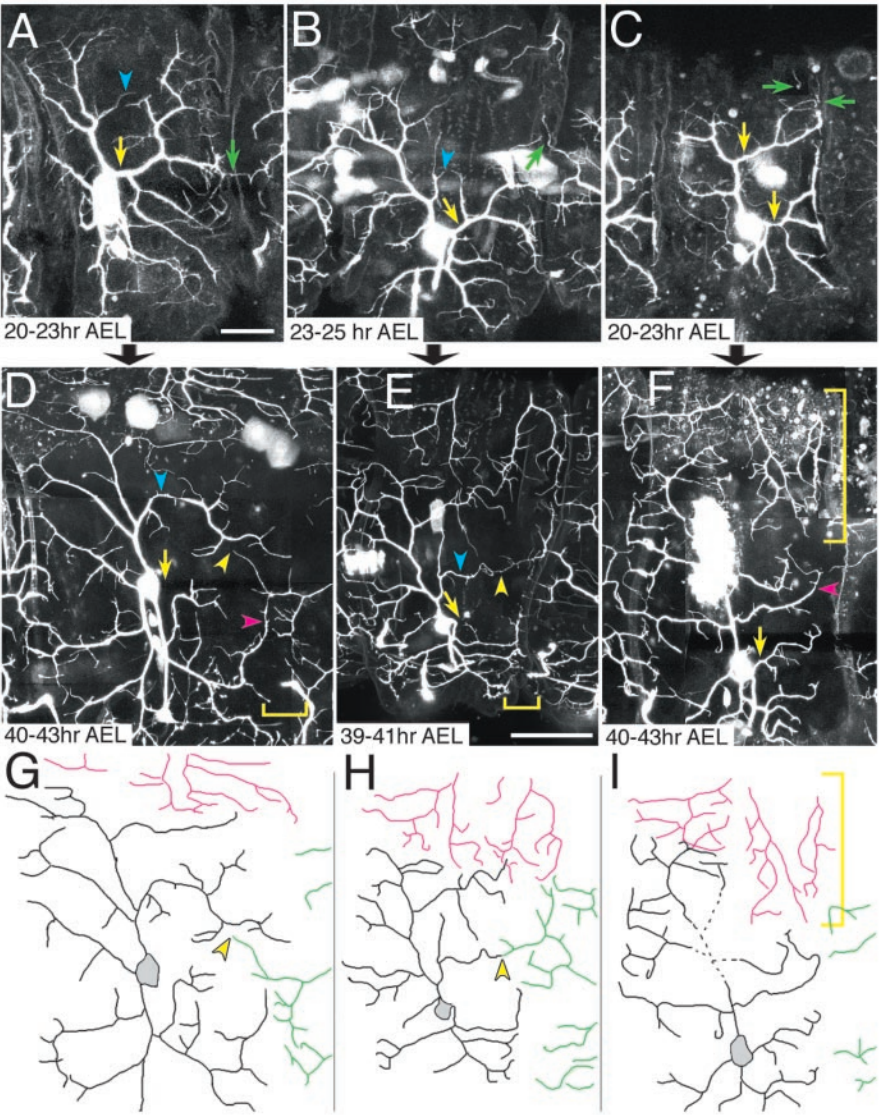 A B C
20-23hr AEL 23-25 hr AEL 20-23hr AEL
D E F
40-43hr AEL 39-41hr AEL 40-43hr AEL
G H I